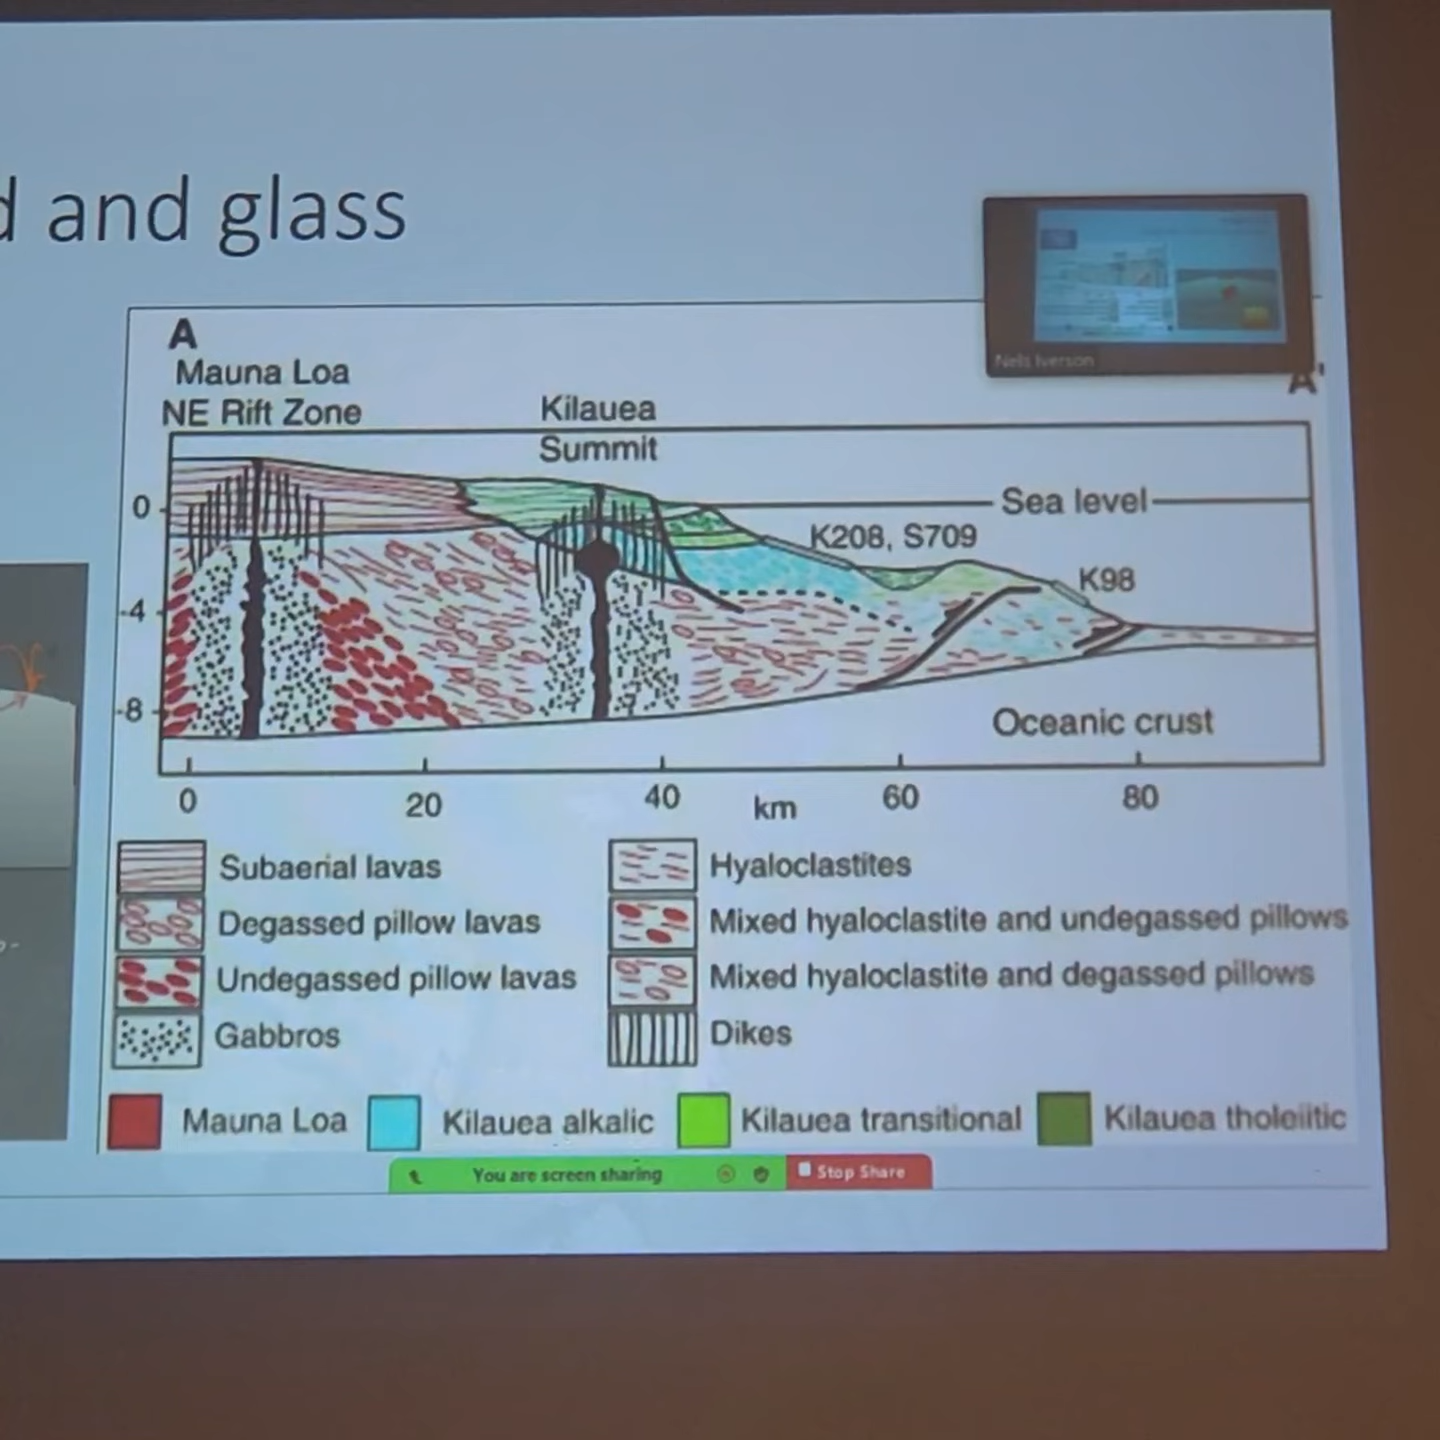 d and glass
Nels Iverson
A
A'
Mauna Loa
NE Rift Zone
Kilauea
Summit
0
Sea level
K208, S709
K98
-4
-8
Oceanic crust
0 20 40 km 60 80
Subaerial lavas
Hyaloclastites
Degassed pillow lavas
Mixed hyaloclastite and undegassed pillows
Undegassed pillow lavas
Mixed hyaloclastite and degassed pillows
Gabbros
Dikes
Mauna Loa
Kilauea alkalic
Kilauea transitional
Kilauea tholeiitic
You are screen sharing
Stop Share